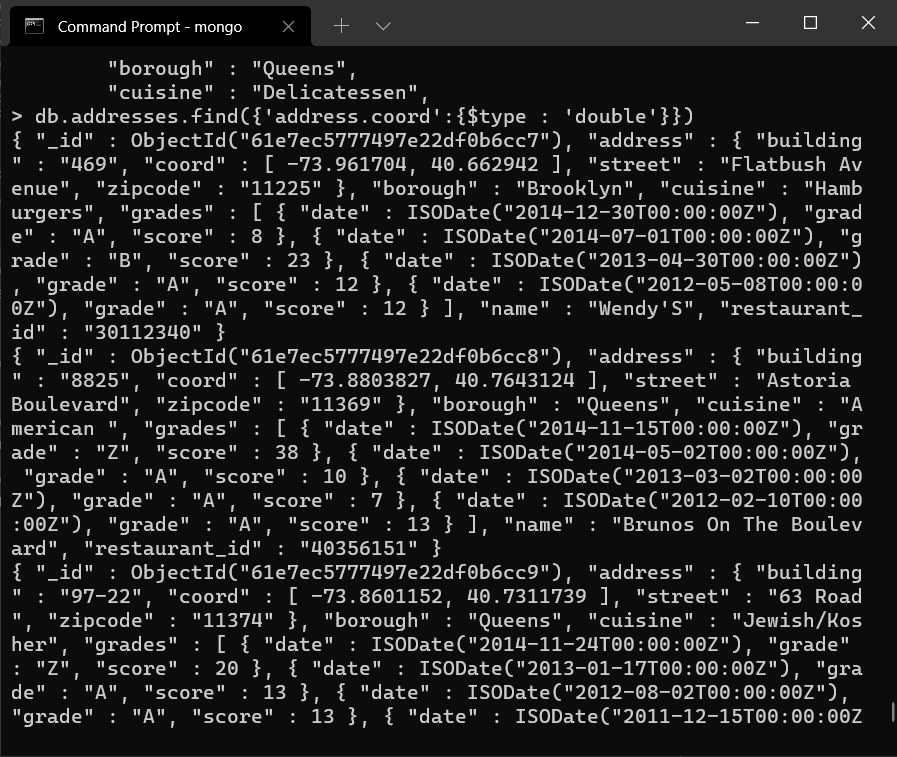 Command Prompt - mongo
"borough" : "Queens",
"cuisine" : "Delicatessen",
> db.addresses.find({'address.coord':{$type : 'double'}})
{ "_id" : ObjectId("61e7ec5777497e22df0b6cc7"), "address" : { "building
" : "469", "coord" : [ -73.961704, 40.662942 ], "street" : "Flatbush Av
enue", "zipcode" : "11225" }, "borough" : "Brooklyn", "cuisine" : "Hamb
urgers", "grades" : [ { "date" : ISODate("2014-12-30T00:00:00Z"), "grad
e" : "A", "score" : 8 }, { "date" : ISODate("2014-07-01T00:00:00Z"), "g
rade" : "B", "score" : 23 }, { "date" : ISODate("2013-04-30T00:00:00Z")
, "grade" : "A", "score" : 12 }, { "date" : ISODate("2012-05-08T00:00:0
0Z"), "grade" : "A", "score" : 12 } ], "name" : "Wendy'S", "restaurant_
id" : "30112340" }
{ "_id" : ObjectId("61e7ec5777497e22df0b6cc8"), "address" : { "building
" : "8825", "coord" : [ -73.8803827, 40.7643124 ], "street" : "Astoria
Boulevard", "zipcode" : "11369" }, "borough" : "Queens", "cuisine" : "A
merican ", "grades" : [ { "date" : ISODate("2014-11-15T00:00:00Z"), "gr
ade" : "Z", "score" : 38 }, { "date" : ISODate("2014-05-02T00:00:00Z"),
"grade" : "A", "score" : 10 }, { "date" : ISODate("2013-03-02T00:00:00
Z"), "grade" : "A", "score" : 7 }, { "date" : ISODate("2012-02-10T00:00
:00Z"), "grade" : "A", "score" : 13 } ], "name" : "Brunos On The Boulev
ard", "restaurant_id" : "40356151" }
{ "_id" : ObjectId("61e7ec5777497e22df0b6cc9"), "address" : { "building
" : "97-22", "coord" : [ -73.8601152, 40.7311739 ], "street" : "63 Road
", "zipcode" : "11374" }, "borough" : "Queens", "cuisine" : "Jewish/Kos
her", "grades" : [ { "date" : ISODate("2014-11-24T00:00:00Z"), "grade"
: "Z", "score" : 20 }, { "date" : ISODate("2013-01-17T00:00:00Z"), "gra
de" : "A", "score" : 13 }, { "date" : ISODate("2012-08-02T00:00:00Z"),
"grade" : "A", "score" : 13 }, { "date" : ISODate("2011-12-15T00:00:00Z